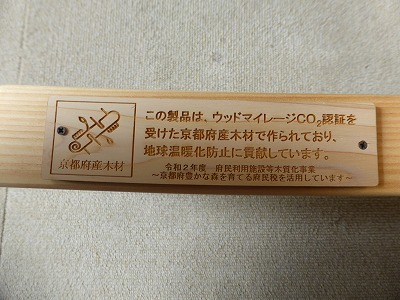 この製品は、ウッドマイレージCO₂認証を
受けた京都府産木材で作られており、
地球温暖化防止に貢献しています。
令和2年度 府民利用施設等木質化事業
～京都府豊かな森を育てる府民税を活用しています～
京都府産木材